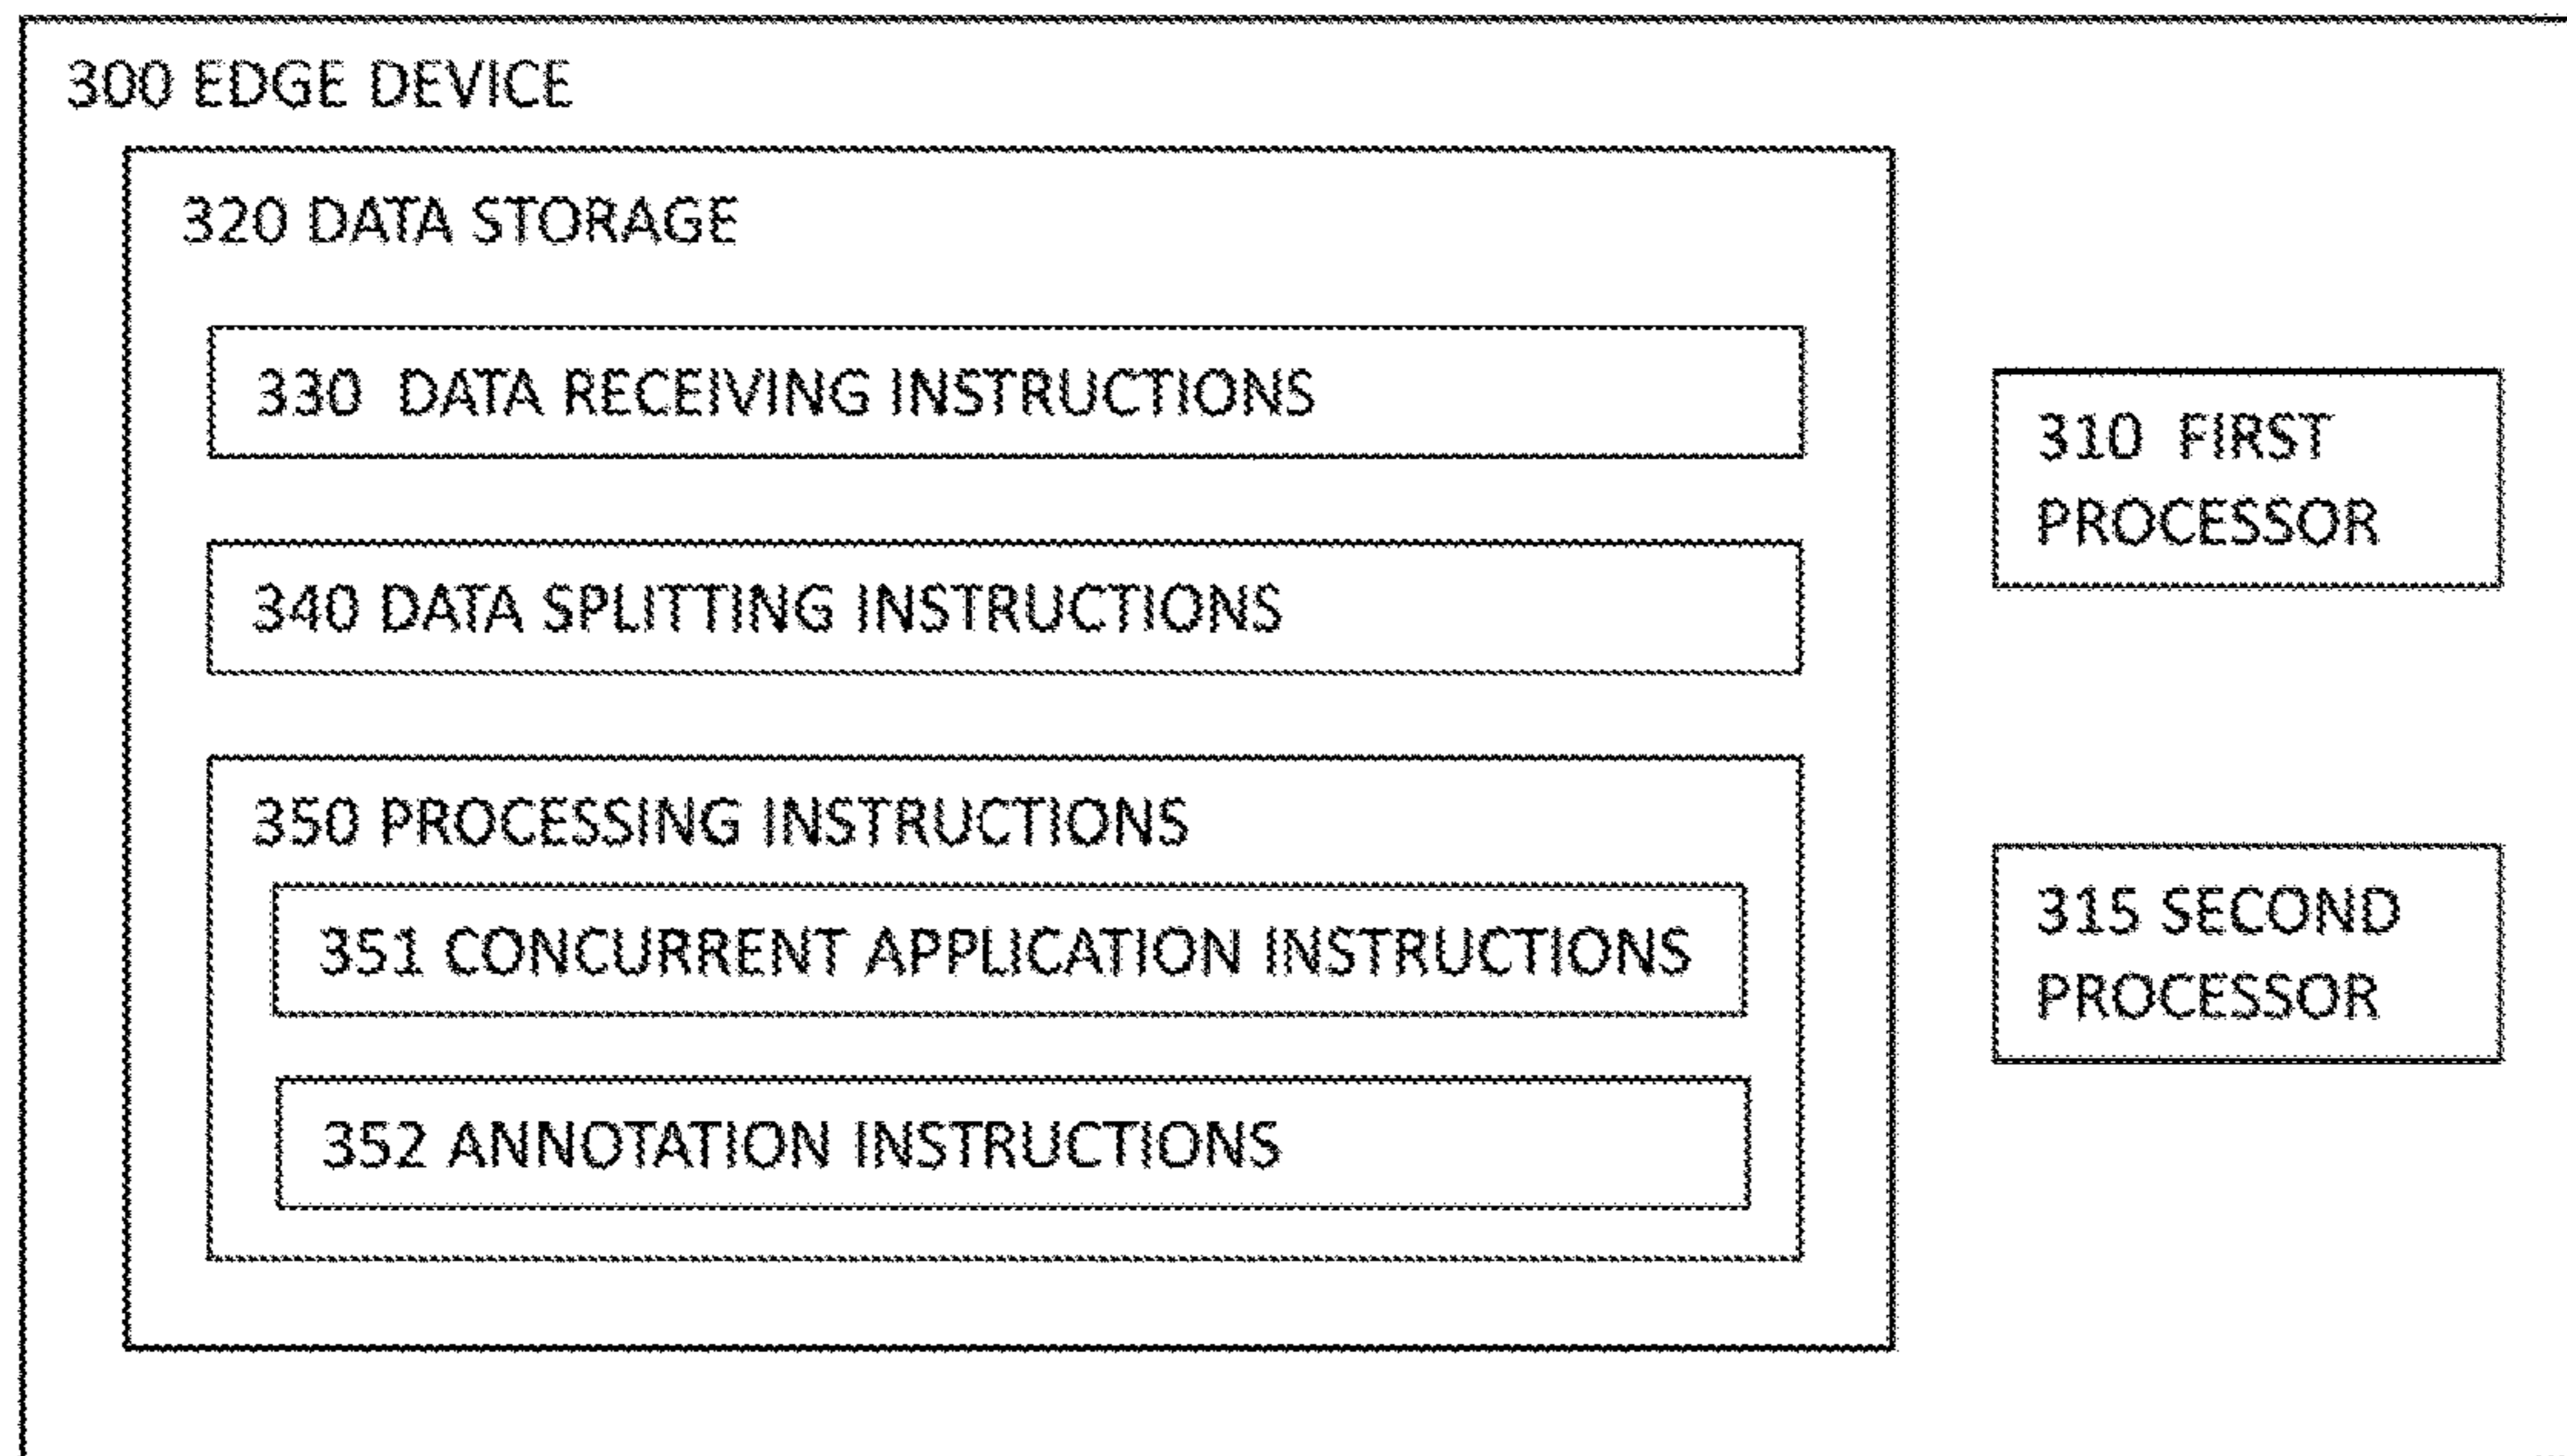 300 EDGE DEVICE
320 DATA STORAGE
330 DATA RECEIVING INSTRUCTIONS
340 DATA SPLITTING INSTRUCTIONS
350 PROCESSING INSTRUCTIONS
351 CONCURRENT APPLICATION INSTRUCTIONS
352 ANNOTATION INSTRUCTIONS
310 FIRST
PROCESSOR
315 SECOND
PROCESSOR